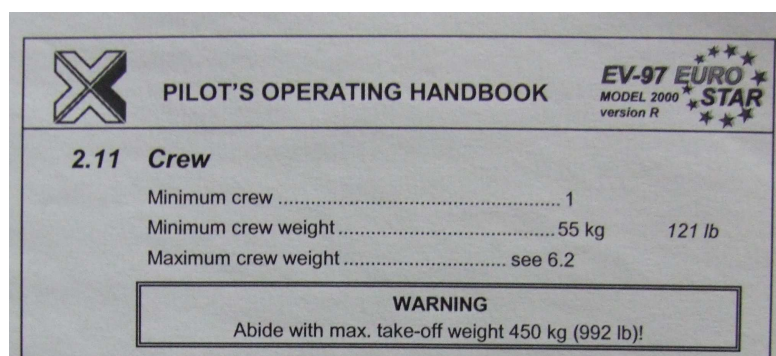 PILOT'S OPERATING HANDBOOK
EV-97 EURO
MODEL 2000 STAR
version R
2.11 Crew
Minimum crew ................................................... 1
Minimum crew weight ....................................... 55 kg 121 lb
Maximum crew weight ............................. see 6.2
WARNING
Abide with max. take-off weight 450 kg (992 lb)!